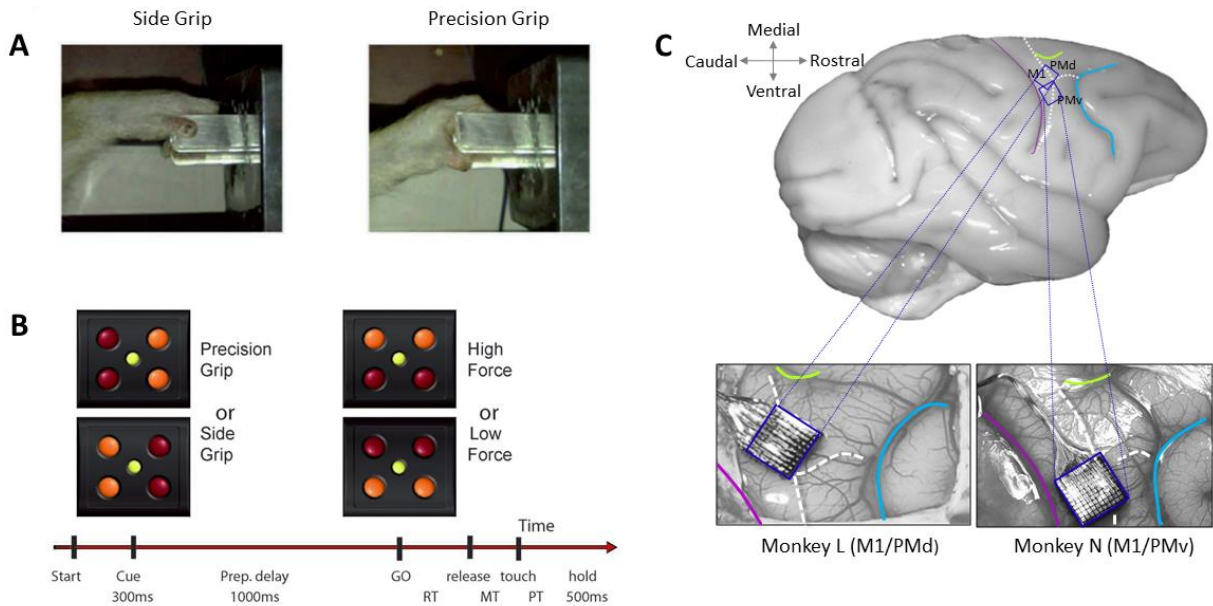 A
Side Grip
Precision Grip
B
Precision
Grip
or
Side
Grip
High
Force
or
Low
Force
Time
Start
Cue
Prep. delay
GO
release
touch
hold
300ms
1000ms
RT
MT
PT
500ms
C
Medial
Caudal
Rostral
Ventral
M1
PMd
PMv
Monkey L (M1/PMd)
Monkey N (M1/PMv)